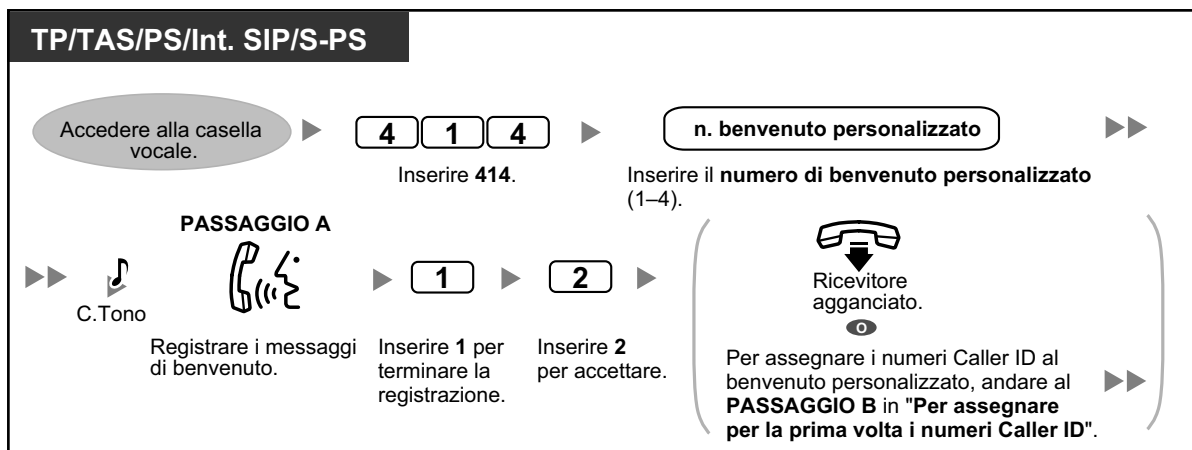 TP/TAS/PS/Int. SIP/S-PS
Accedere alla casella
vocale.
4 1 4
Inserire 414.
n. benvenuto personalizzato
Inserire il numero di benvenuto personalizzato
(1–4).
C.Tono
PASSAGGIO A
Registrare i messaggi
di benvenuto.
1
Inserire 1 per
terminare la
registrazione.
2
Inserire 2
per accettare.
Ricevitore
agganciato.
O
Per assegnare i numeri Caller ID al
benvenuto personalizzato, andare al
PASSAGGIO B in "Per assegnare
per la prima volta i numeri Caller ID".